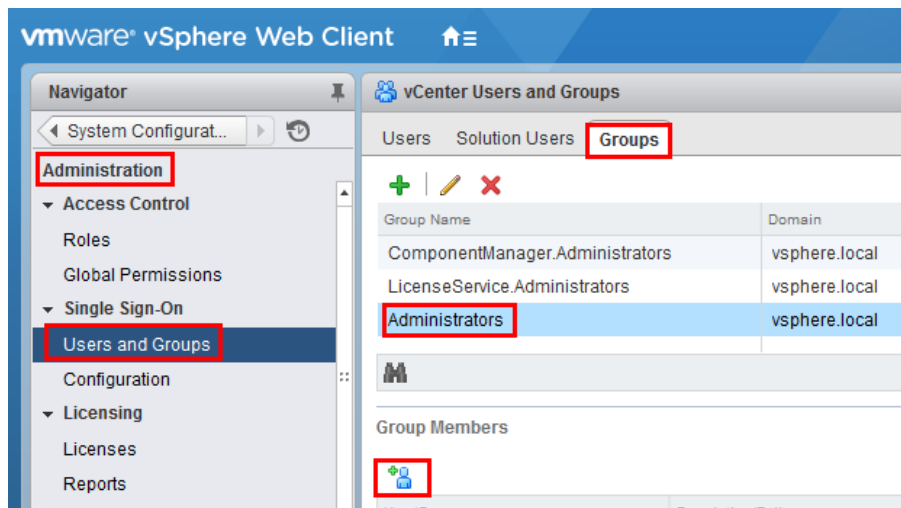 vmware® vSphere Web Client
Navigator
System Configurat...
Administration
Access Control
Roles
Global Permissions
Single Sign-On
Users and Groups
Configuration
Licensing
Licenses
Reports
vCenter Users and Groups
Users Solution Users Groups
Group Name Domain
ComponentManager.Administrators vsphere.local
LicenseService.Administrators vsphere.local
Administrators vsphere.local
Group Members